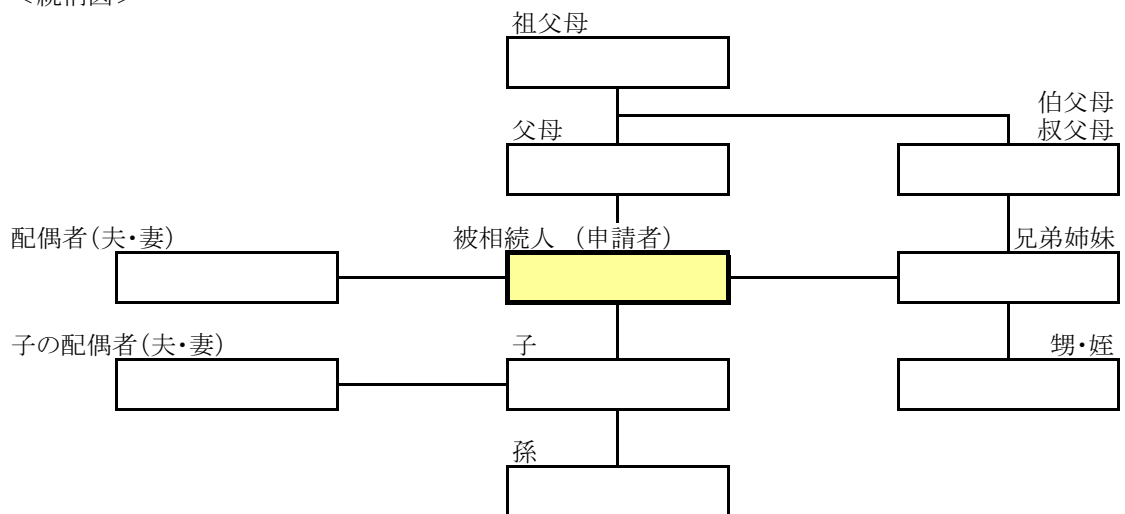 祖父母
伯父母
父母
叔父母
配偶者(夫・妻)
被相続人 (申請者)
兄弟姉妹
子の配偶者(夫・妻)
子
甥・姪
孫